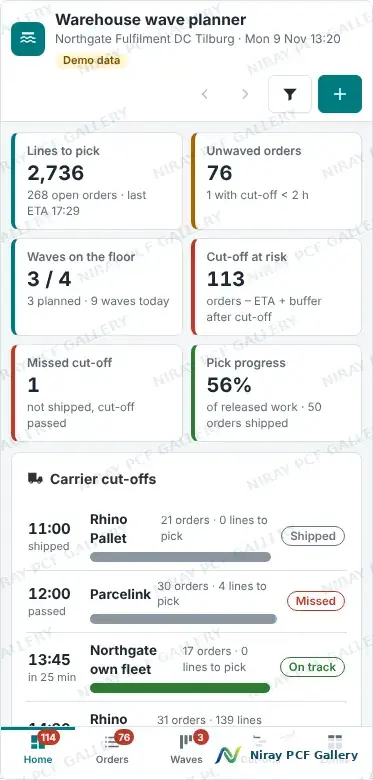 Warehouse wave planner
Northgate Fulfilment DC Tilburg · Mon 9 Nov 13:20
Demo data
Lines to pick
2,736
268 open orders · last
ETA 17:29
Unwaved orders
76
1 with cut-off < 2 h
Waves on the floor
3 / 4
3 planned · 9 waves today
Cut-off at risk
113
orders – ETA + buffer
after cut-off
Missed cut-off
1
not shipped, cut-off
passed
Pick progress
56%
of released work · 50
orders shipped
Carrier cut-offs
11:00
shipped
Rhino
Pallet
21 orders · 0 lines to
pick
Shipped
12:00
passed
Parcelink
30 orders · 4 lines to
pick
Missed
13:45
in 25 min
Northgate
own fleet
17 orders · 0
lines to pick
On track
Rhino
31 orders · 139 lines
114
Home
76
Orders
3
Waves
Niray PCF Gallery
NIRAY PCF GALLERY